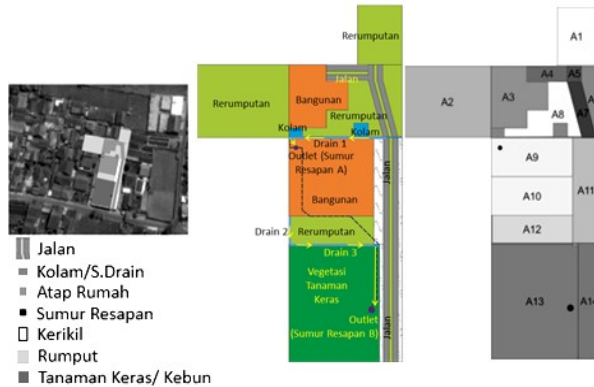 Jalan
Kolam/S.Drain
Atap Rumah
Sumur Resapan
Kerikil
Rumput
Tanaman Keras/ Kebun
Rerumputan
Jalan
Rerumputan
Bangunan
Rerumputan
Kolam
Kolam
Drain 1
Outlet (Sumur
Resapan A)
Jalan
Bangunan
Drain 2
Rerumputan
Drain 3
Vegetasi
Tanaman
Keras
Outlet
(Sumur Resapan B)
Jalan
A1
A2
A3
A4
A5
A7
A8
A9
A10
A11
A12
A13